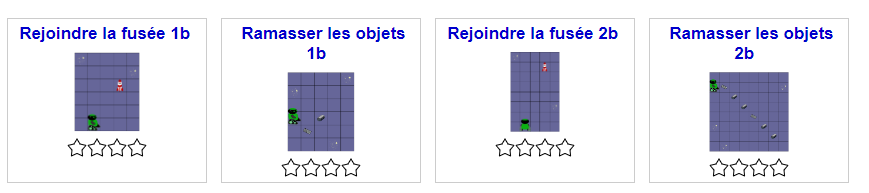 Rejoindre la fusée 1b
Ramasser les objets
1b
Rejoindre la fusée 2b
Ramasser les objets
2b